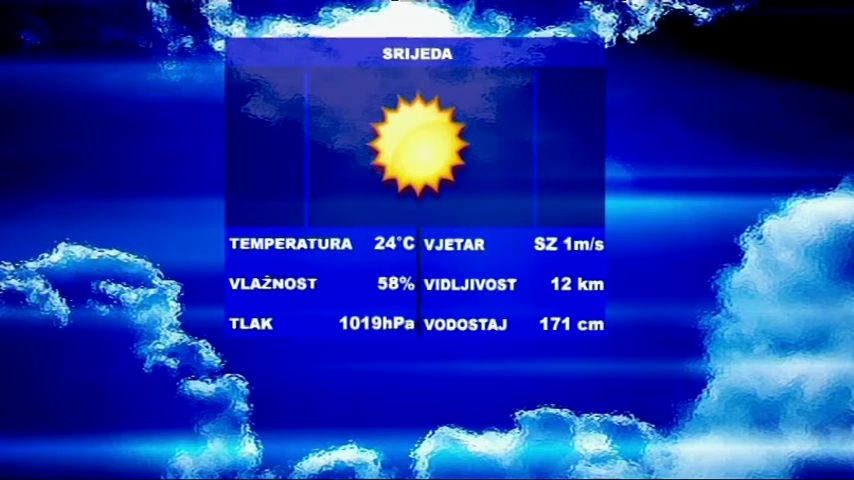 SRIJEDA
TEMPERATURA 24°C VJETAR SZ 1m/s
VLAŽNOST 58% VIDLJIVOST 12 km
TLAK 1019hPa VODOSTAJ 171 cm